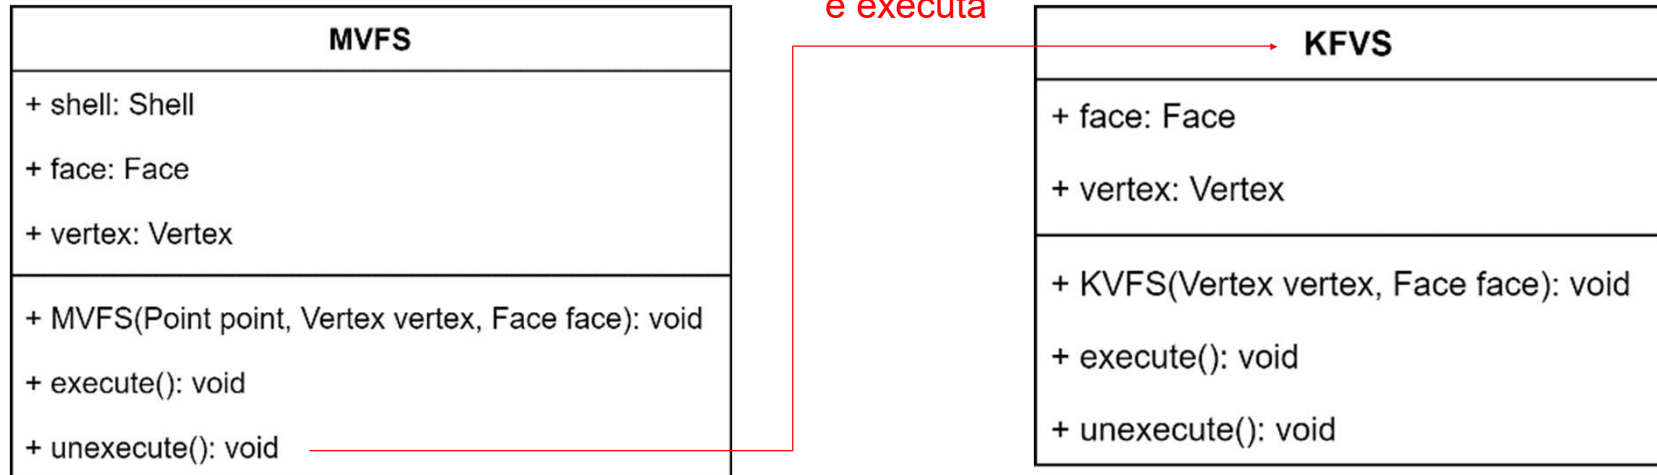 e executa
MVFS
+ shell: Shell
+ face: Face
+ vertex: Vertex
+ MVFS(Point point, Vertex vertex, Face face): void
+ execute(): void
+ unexecute(): void
KFVS
+ face: Face
+ vertex: Vertex
+ KVFS(Vertex vertex, Face face): void
+ execute(): void
+ unexecute(): void